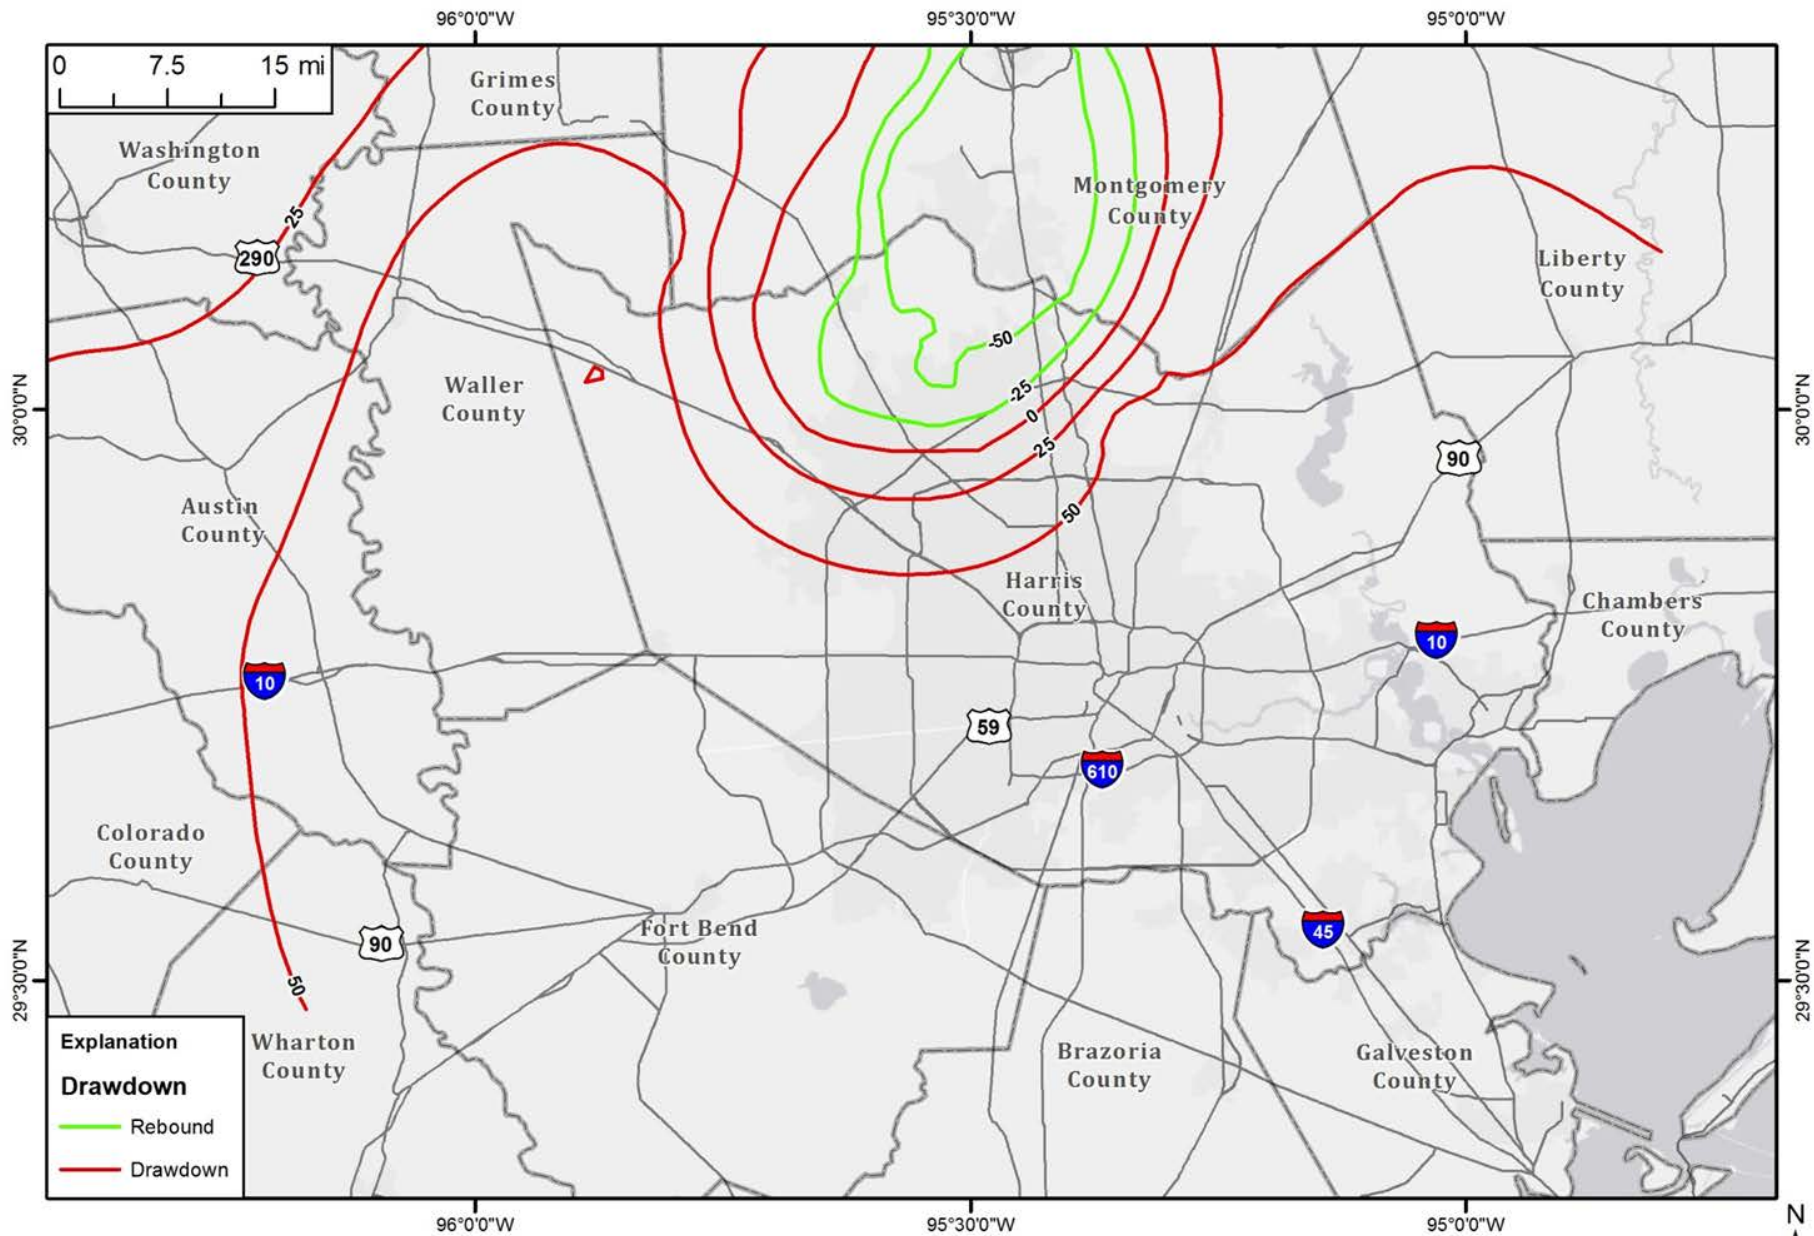 96°0'0"W 95°30'0"W 95°0'0"W
0 7.5 15 mi
Grimes
County
Washington
County
25
290
Montgomery
County
Liberty
County
30°0'0"N
30°0'0"N
Waller
County
-50
-25
0
25
50
90
Austin
County
Harris
County
Chambers
County
10
10
59
610
Colorado
County
90
Fort Bend
County
45
50
29°30'0"N
29°30'0"N
Wharton
County
Brazoria
County
Galveston
County
Explanation
Drawdown
Rebound
Drawdown
96°0'0"W 95°30'0"W 95°0'0"W
N